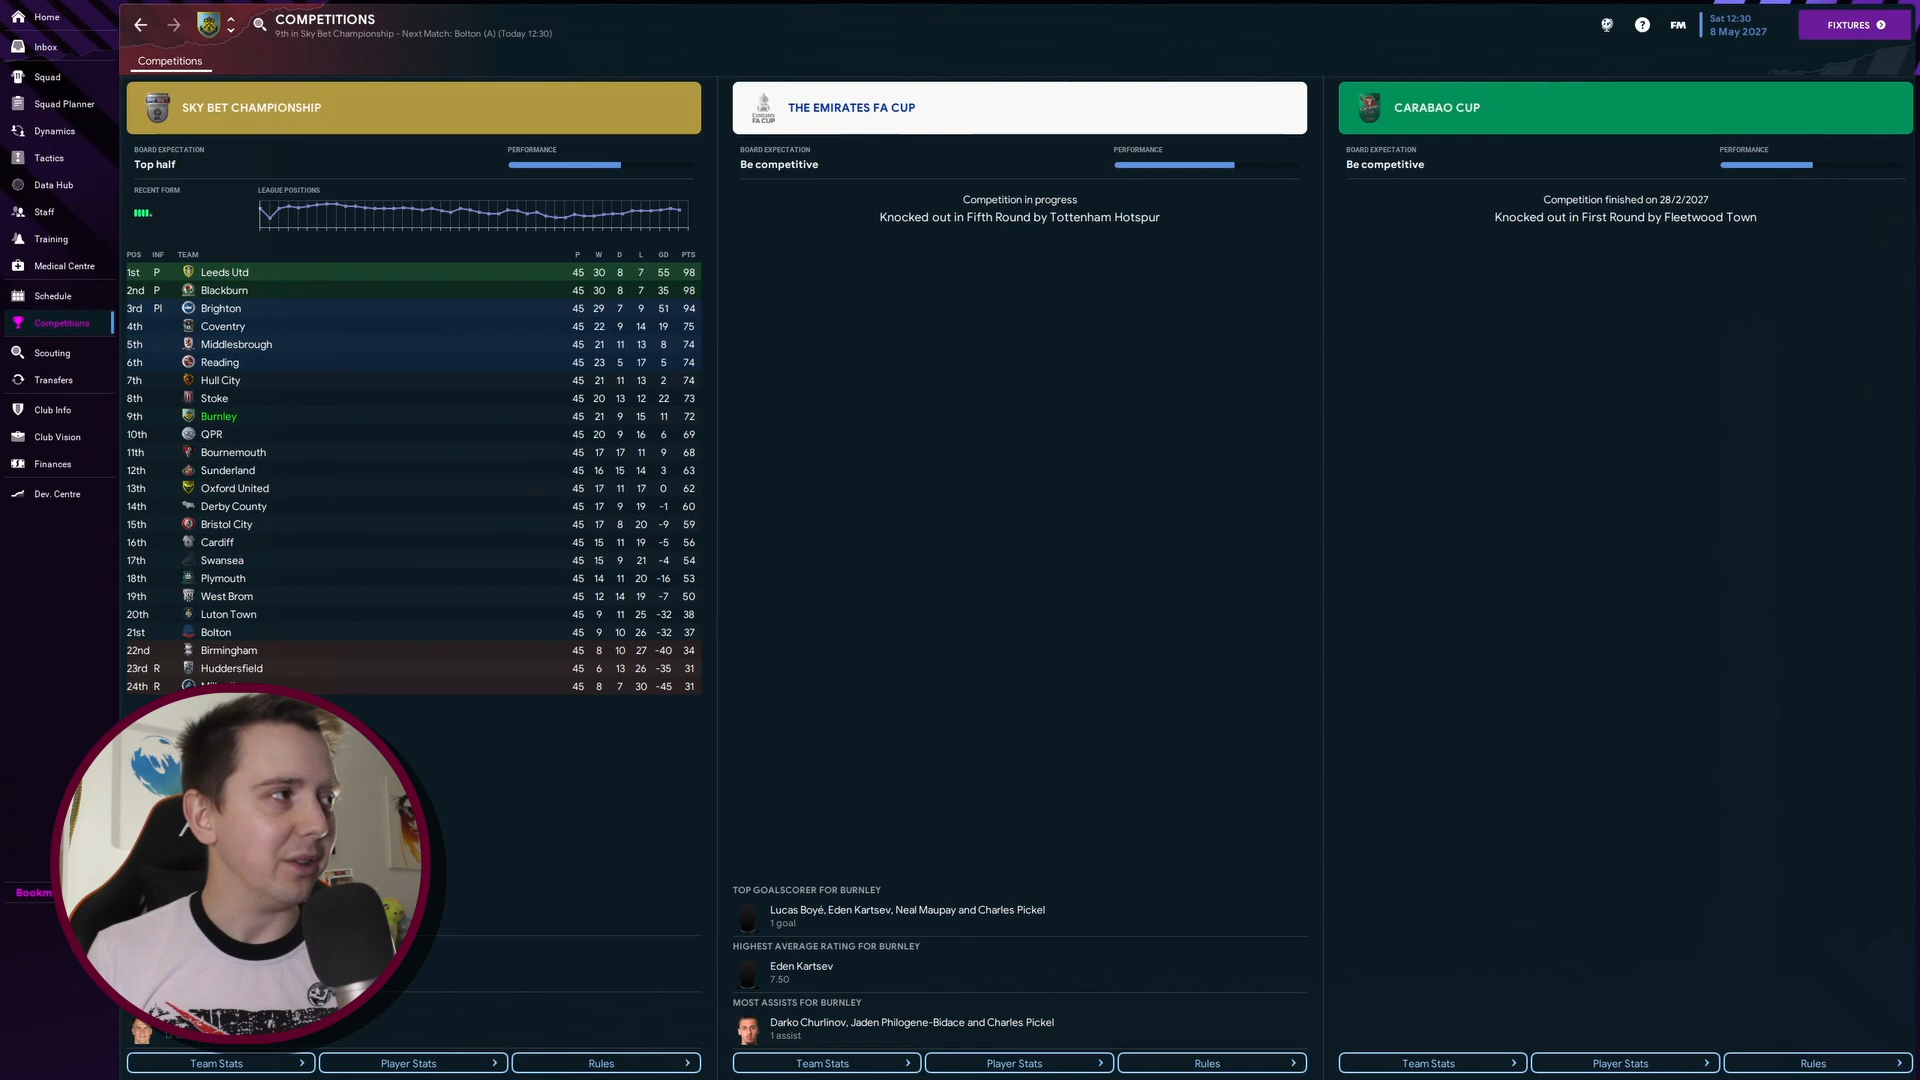 Home
Inbox
Squad
Squad Planner
Dynamics
Tactics
Data Hub
Staff
Training
Medical Centre
Schedule
Competitions
Scouting
Transfers
Club Info
Club Vision
Finances
Dev. Centre
COMPETITIONS
9th in Sky Bet Championship - Next Match: Bolton (A) (Today 12:30)
FM
Sat 12:30
8 May 2027
FIXTURES
Competitions
SKY BET CHAMPIONSHIP
BOARD EXPECTATION PERFORMANCE
Top half
RECENT FORM LEAGUE POSITIONS
POS INF TEAM P W D L GD PTS
1st P Leeds Utd 45 30 8 7 55 98
2nd P Blackburn 45 30 8 7 35 98
3rd Pl Brighton 45 29 7 9 51 94
4th Coventry 45 22 9 14 19 75
5th Middlesbrough 45 21 11 13 8 74
6th Reading 45 23 5 17 5 74
7th Hull City 45 21 11 13 2 74
8th Stoke 45 20 13 12 22 73
9th Burnley 45 21 9 15 11 72
10th QPR 45 20 9 16 6 69
11th Bournemouth 45 17 17 11 9 68
12th Sunderland 45 16 15 14 3 63
13th Oxford United 45 17 11 17 0 62
14th Derby County 45 17 9 19 -1 60
15th Bristol City 45 17 8 20 -9 59
16th Cardiff 45 15 11 19 -5 56
17th Swansea 45 15 9 21 -4 54
18th Plymouth 45 14 11 20 -16 53
19th West Brom 45 12 14 19 -7 50
20th Luton Town 45 9 11 25 -32 38
21st Bolton 45 9 10 26 -32 37
22nd Birmingham 45 8 10 27 -40 34
23rd R Huddersfield 45 6 13 26 -35 31
24th R 45 8 7 30 -45 31
Bookm
Team Stats
Player Stats
Rules
Emirates
FA CUP
THE EMIRATES FA CUP
BOARD EXPECTATION PERFORMANCE
Be competitive
Competition in progress
Knocked out in Fifth Round by Tottenham Hotspur
TOP GOALSCORER FOR BURNLEY
Lucas Boyé, Eden Kartsev, Neal Maupay and Charles Pickel
1 goal
HIGHEST AVERAGE RATING FOR BURNLEY
Eden Kartsev
7.50
MOST ASSISTS FOR BURNLEY
Darko Churlinov, Jaden Philogene-Bidace and Charles Pickel
1 assist
Team Stats
Player Stats
Rules
CARABAO CUP
BOARD EXPECTATION PERFORMANCE
Be competitive
Competition finished on 28/2/2027
Knocked out in First Round by Fleetwood Town
Team Stats
Player Stats
Rules